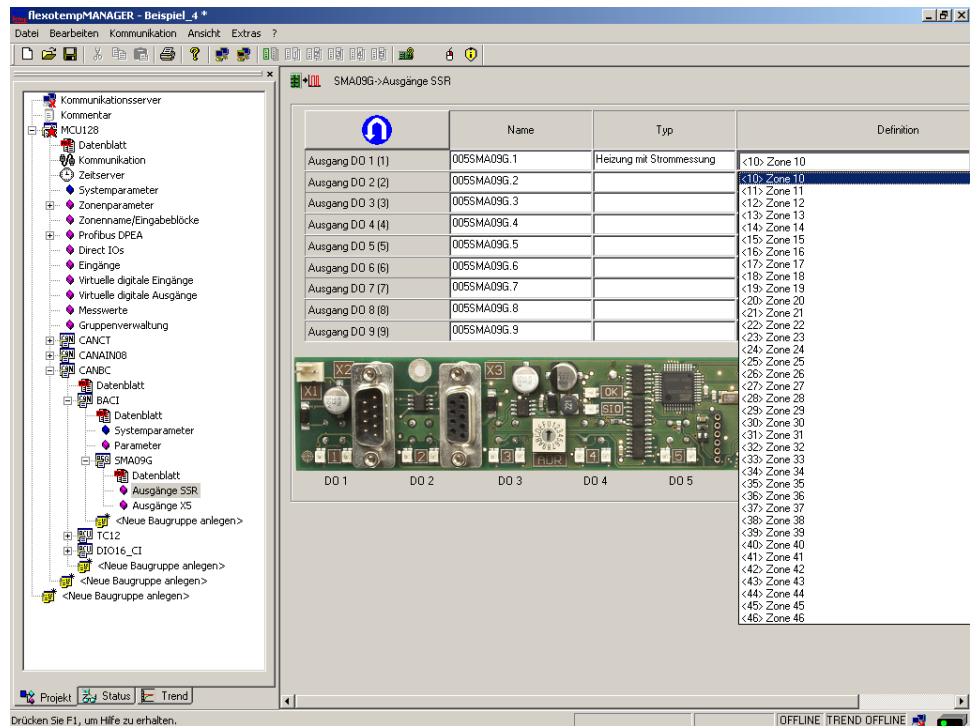 flexotempMANAGER - Beispiel_4 *
Datei Bearbeiten Kommunikation Ansicht Extras ?
Kommunikationsserver
Kommentar
MCU128
Datenblatt
Kommunikation
Zeitserver
Systemparameter
Zonenparameter
Zonenname/Eingabeblöcke
Profibus DPEA
Direct IOs
Eingänge
Virtuelle digitale Eingänge
Virtuelle digitale Ausgänge
Messwerte
Gruppenverwaltung
CANCT
CANAIN08
CANBC
Datenblatt
BACI
Datenblatt
Systemparameter
Parameter
SMA09G
Datenblatt
Ausgänge SSR
Ausgänge X5
<Neue Baugruppe anlegen>
TC12
DIO16_CI
<Neue Baugruppe anlegen>
<Neue Baugruppe anlegen>
<Neue Baugruppe anlegen>
Projekt Status Trend
SMA09G->Ausgänge SSR
Name Typ Definition
Ausgang DO 1 (1) 005SMA09G.1 Heizung mit Strommessung <10> Zone 10
Ausgang DO 2 (2) 005SMA09G.2
Ausgang DO 3 (3) 005SMA09G.3
Ausgang DO 4 (4) 005SMA09G.4
Ausgang DO 5 (5) 005SMA09G.5
Ausgang DO 6 (6) 005SMA09G.6
Ausgang DO 7 (7) 005SMA09G.7
Ausgang DO 8 (8) 005SMA09G.8
Ausgang DO 9 (9) 005SMA09G.9
<10> Zone 10
<11> Zone 11
<12> Zone 12
<13> Zone 13
<14> Zone 14
<15> Zone 15
<16> Zone 16
<17> Zone 17
<18> Zone 18
<19> Zone 19
<20> Zone 20
<21> Zone 21
<22> Zone 22
<23> Zone 23
<24> Zone 24
<25> Zone 25
<26> Zone 26
<27> Zone 27
<28> Zone 28
<29> Zone 29
<30> Zone 30
<31> Zone 31
<32> Zone 32
<33> Zone 33
<34> Zone 34
<35> Zone 35
<36> Zone 36
<37> Zone 37
<38> Zone 38
<39> Zone 39
<40> Zone 40
<41> Zone 41
<42> Zone 42
<43> Zone 43
<44> Zone 44
<45> Zone 45
<46> Zone 46
X2 X3
X1 OK
SIO
1 2 3 ADR 4 5
DO 1 DO 2 DO 3 DO 4 DO 5
Drücken Sie F1, um Hilfe zu erhalten.
OFFLINE TREND OFFLINE